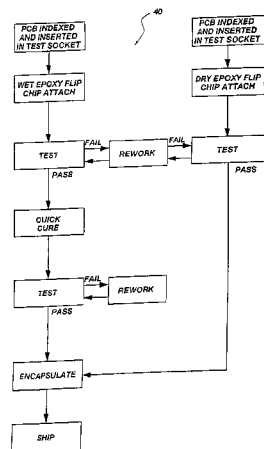 40
PCB INDEXED
AND INSERTED
IN TEST SOCKET
PCB INDEXED
AND INSERTED
IN TEST SOCKET
WET EPOXY FLIP
CHIP ATTACH
DRY EPOXY FLIP
CHIP ATTACH
TEST
FAIL
REWORK
FAIL
TEST
PASS
PASS
QUICK
CURE
TEST
FAIL
REWORK
PASS
ENCAPSULATE
SHIP